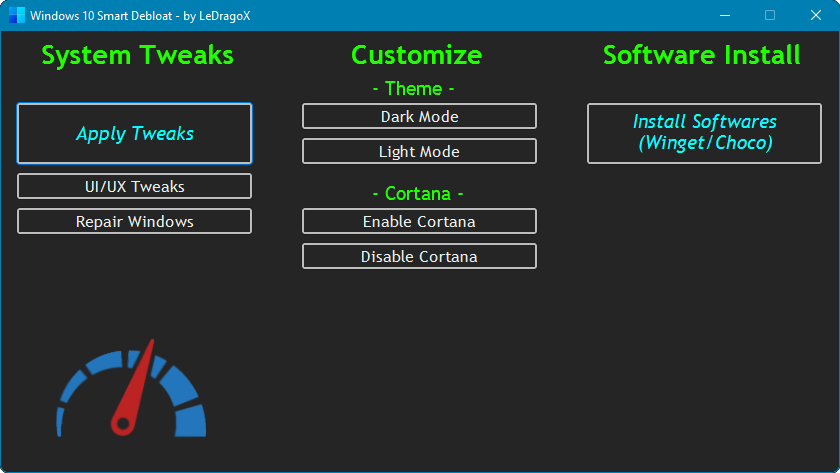 Windows 10 Smart Debloat - by LeDragoX
System Tweaks
Apply Tweaks
UI/UX Tweaks
Repair Windows
Customize
- Theme -
Dark Mode
Light Mode
- Cortana -
Enable Cortana
Disable Cortana
Software Install
Install Softwares
(Winget/Choco)